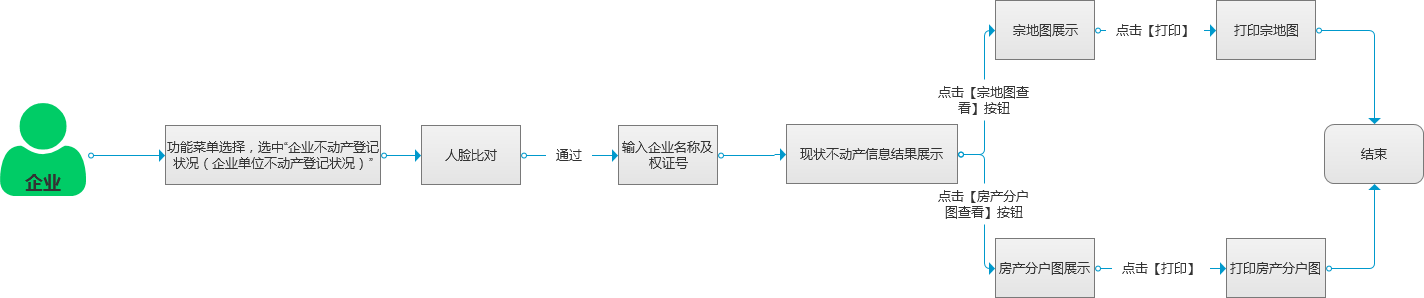 企业
功能菜单选择，选中“企业不动产登记
状况（企业单位不动产登记状况）”
人脸比对
通过
输入企业名称及
权证号
现状不动产信息结果展示
点击【宗地图查
看】按钮
宗地图展示
点击【打印】
打印宗地图
点击【房产分户
图查看】按钮
房产分户图展示
点击【打印】
打印房产分户图
结束